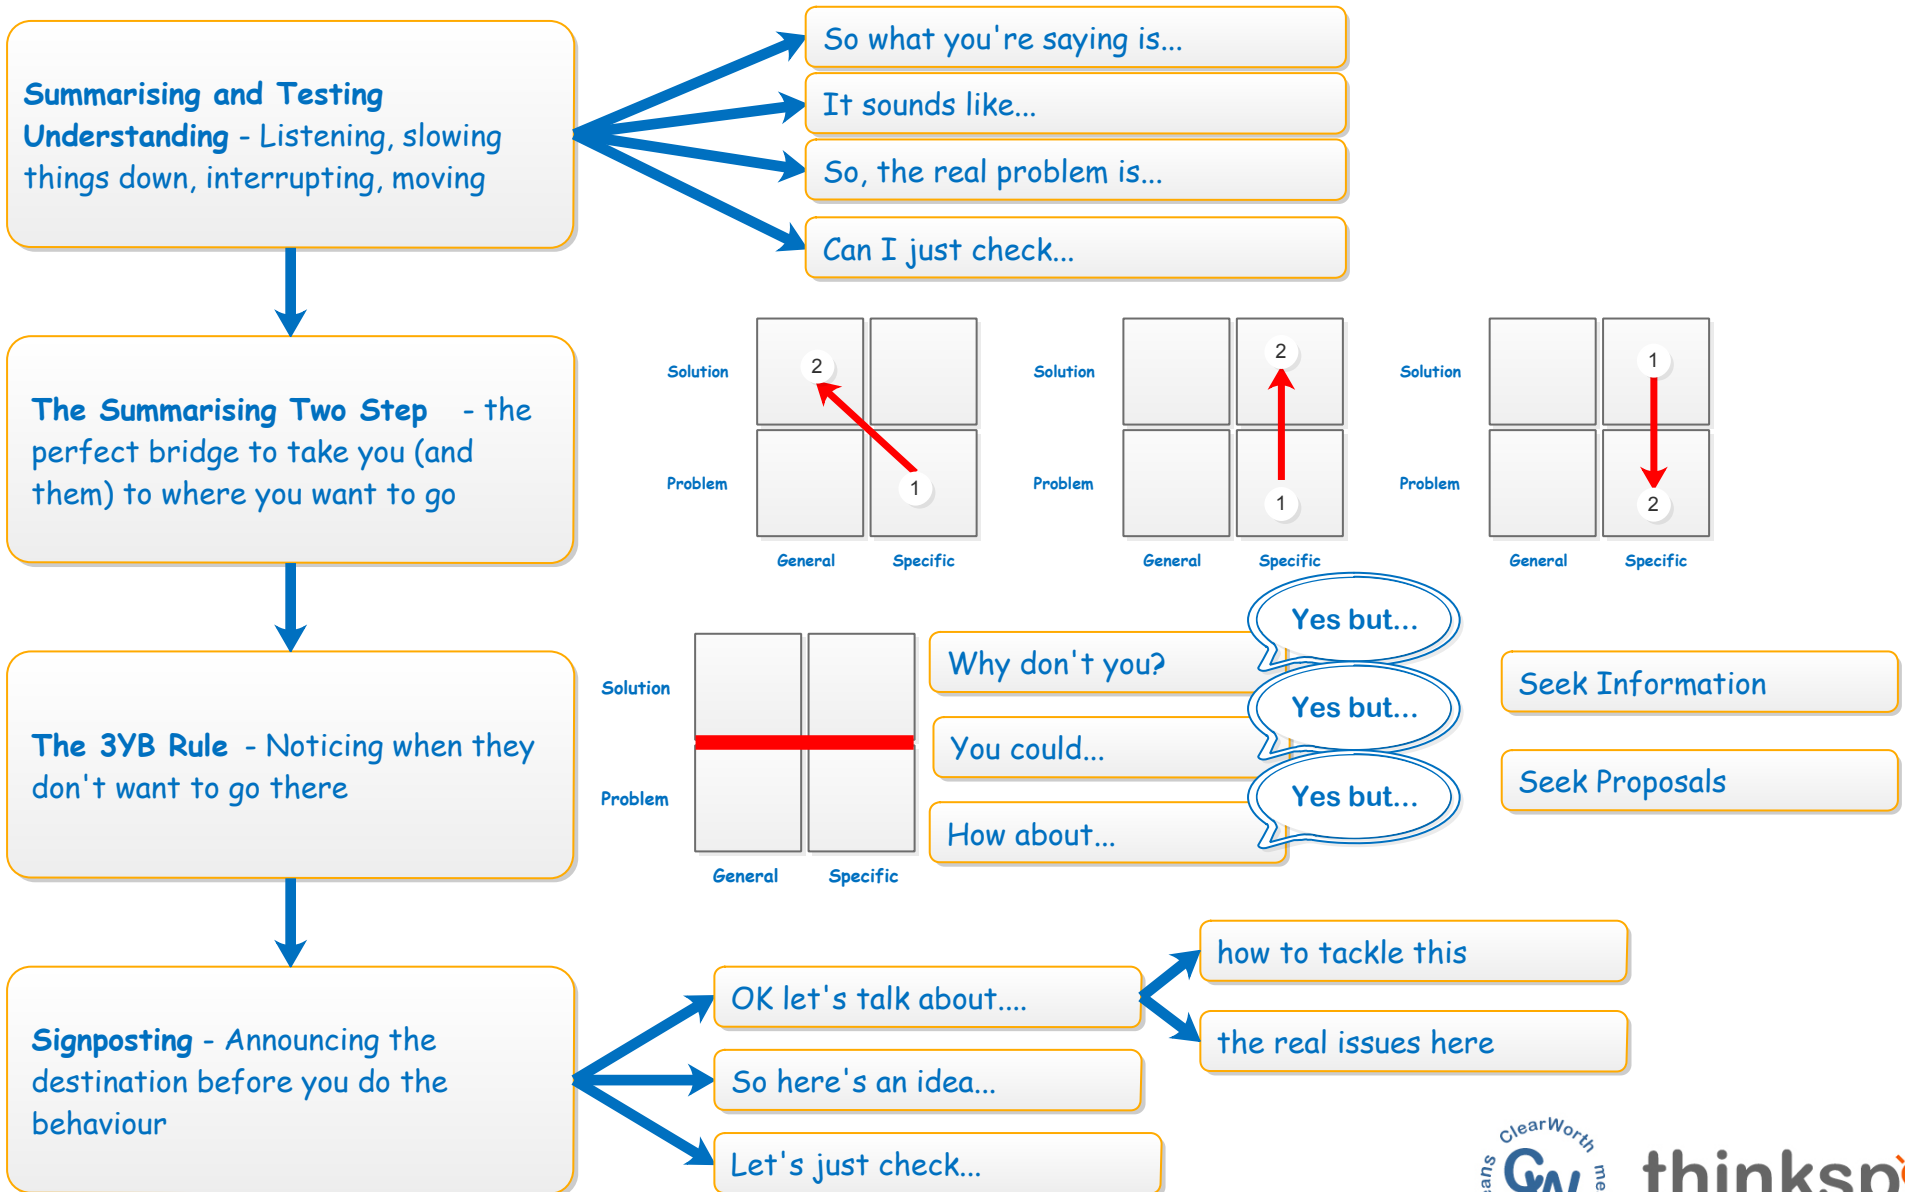 Summarising and Testing
Understanding - Listening, slowing
things down, interrupting, moving
So what you're saying is...
It sounds like...
So, the real problem is...
Can I just check...
The Summarising Two Step - the
perfect bridge to take you (and
them) to where you want to go
Solution
2
Problem
1
General Specific
Solution
2
Problem
1
General Specific
Solution
1
Problem
2
General Specific
The 3YB Rule - Noticing when they
don't want to go there
Solution
Problem
General Specific
Why don't you?
Yes but...
You could...
Yes but...
How about...
Yes but...
Seek Information
Seek Proposals
Signposting - Announcing the
destination before you do the
behaviour
OK let's talk about....
how to tackle this
the real issues here
So here's an idea...
Let's just check...
ClearWorth
CW
thinksp